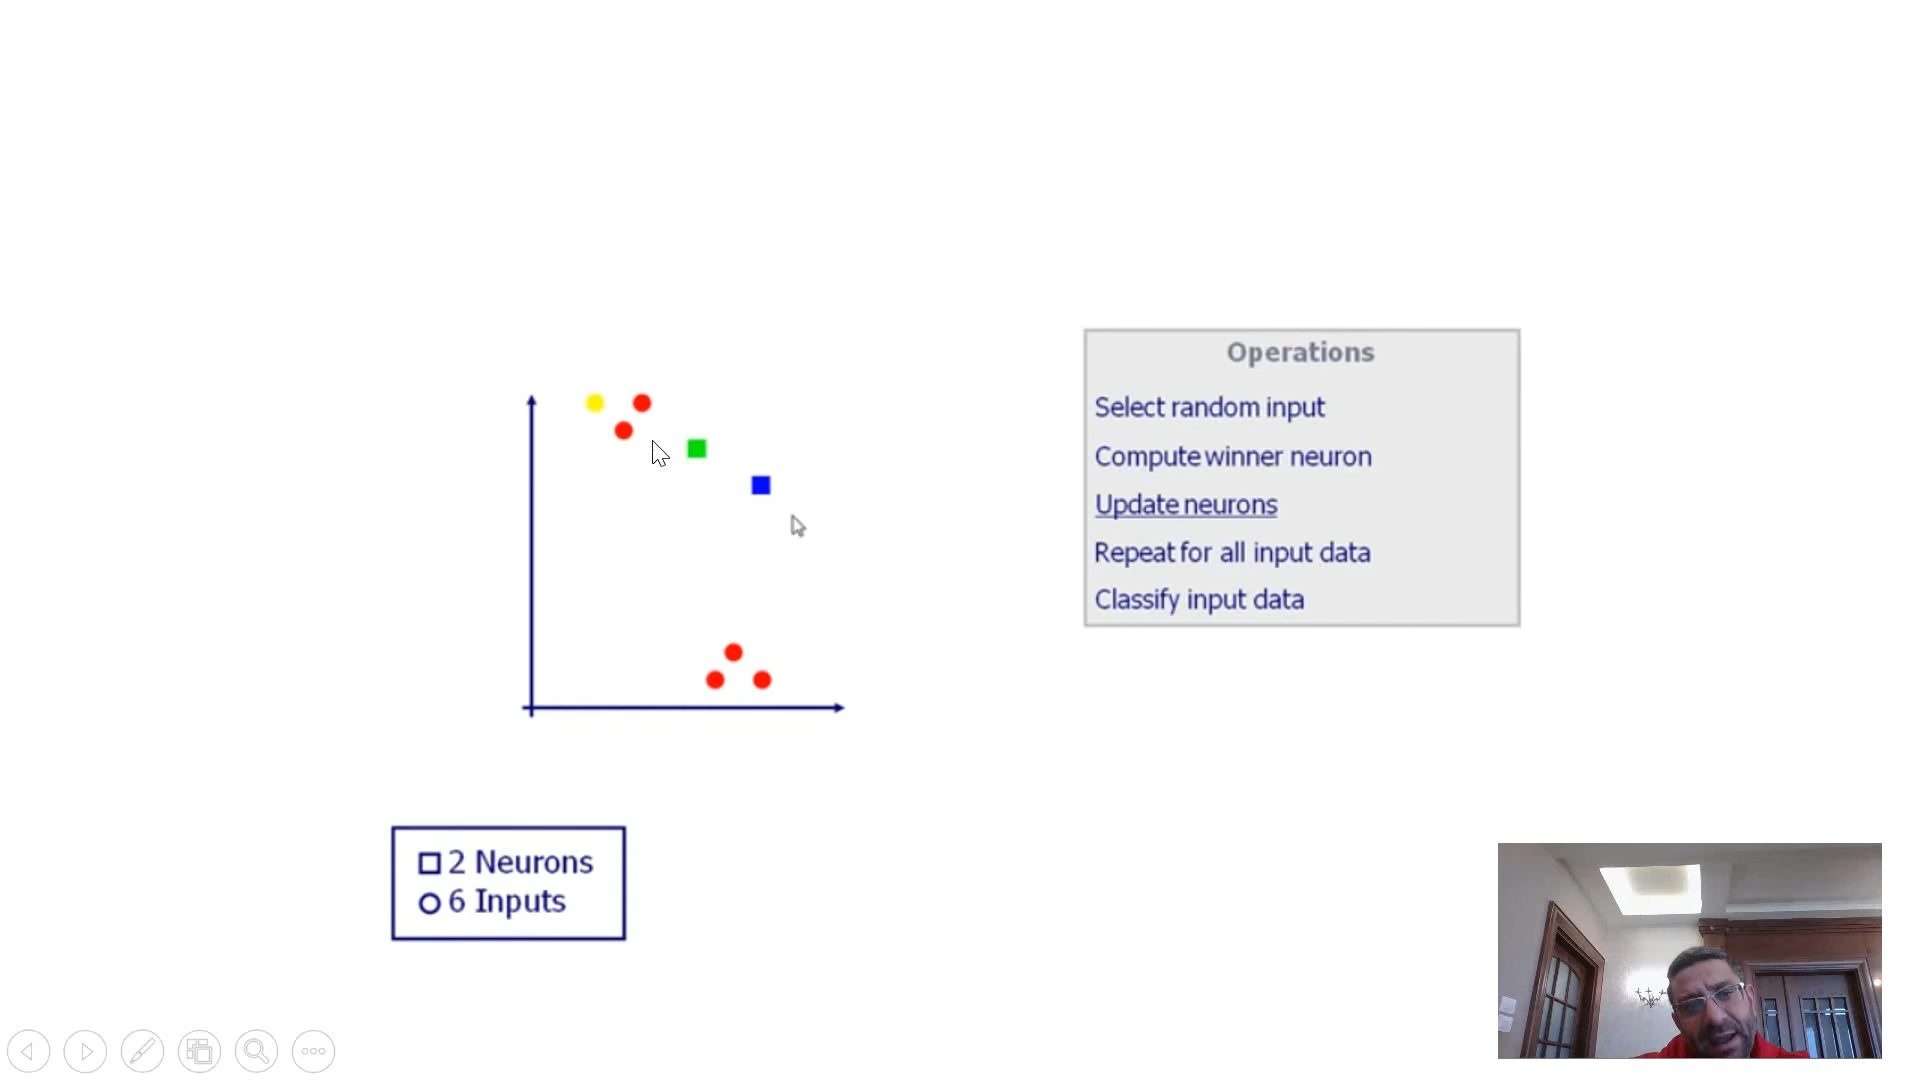 Operations
Select random input
Compute winner neuron
Update neurons
Repeat for all input data
Classify input data
2 Neurons
6 Inputs